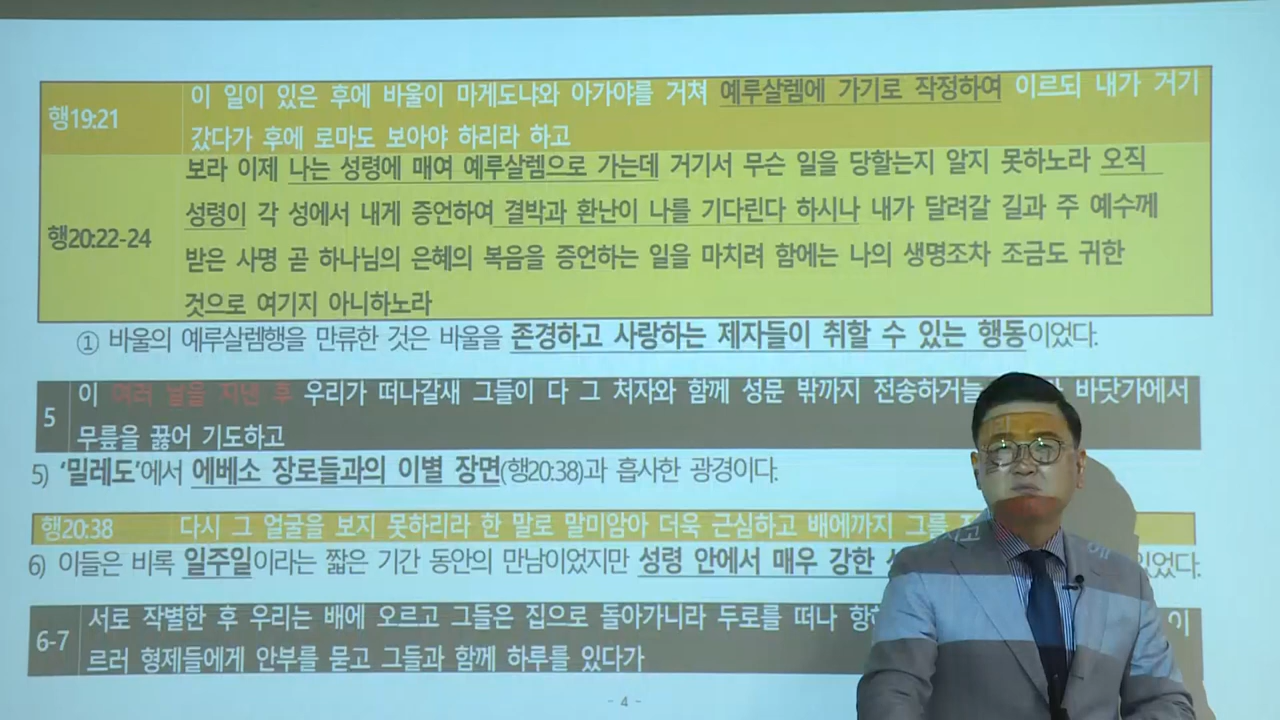 행19:21
이 일이 있은 후에 바울이 마게도냐와 아가야를 거쳐 예루살렘에 가기로 작정하여 이르되 내가 거기
갔다가 후에 로마도 보아야 하리라 하고
행20:22-24
보라 이제 나는 성령에 매여 예루살렘으로 가는데 거기서 무슨 일을 당할는지 알지 못하노라 오직
성령이 각 성에서 내게 증언하여 결박과 환난이 나를 기다린다 하시나 내가 달려갈 길과 주 예수께
받은 사명 곧 하나님의 은혜의 복음을 증언하는 일을 마치려 함에는 나의 생명조차 조금도 귀한
것으로 여기지 아니하노라
① 바울의 예루살렘행을 만류한 것은 바울을 존경하고 사랑하는 제자들이 취할 수 있는 행동이었다.
5
이 여러 날을 지낸 후 우리가 떠나갈새 그들이 다 그 처자와 함께 성문 밖까지 전송하거늘 바닷가에서
무릎을 꿇어 기도하고
5) ‘밀레도’에서 에베소 장로들과의 이별 장면(행20:38)과 흡사한 광경이다.
행20:38
다시 그 얼굴을 보지 못하리라 한 말로 말미암아 더욱 근심하고 배에까지 그를
6) 이들은 비록 일주일이라는 짧은 기간 동안의 만남이었지만 성령 안에서 매우 강한 있었다.
6-7
서로 작별한 후 우리는 배에 오르고 그들은 집으로 돌아가니라 두로를 떠나 이
르러 형제들에게 안부를 묻고 그들과 함께 하루를 있다가
- 4 -